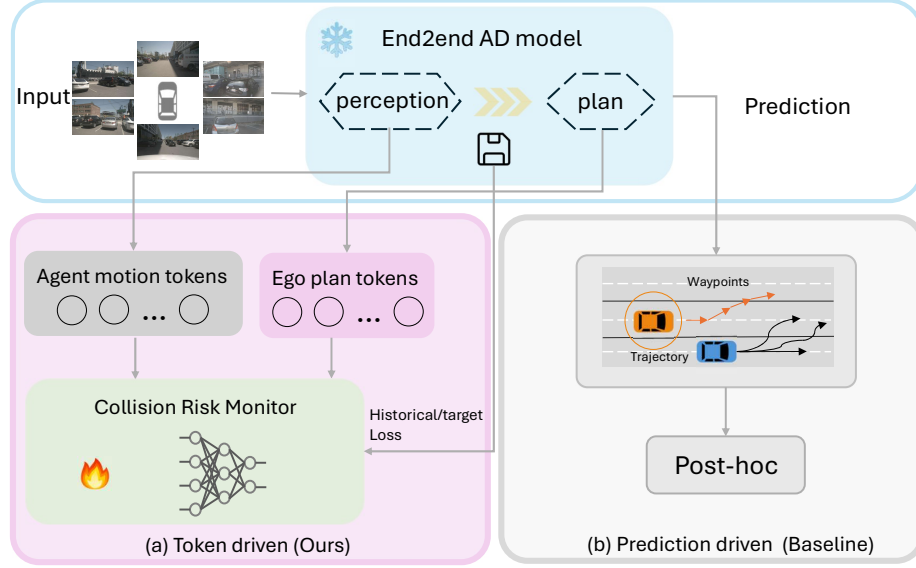 End2end AD model
Input
perception
plan
Prediction
Agent motion tokens
...
Ego plan tokens
...
Waypoints
Trajectory
Collision Risk Monitor
Historical/target
Loss
Post-hoc
(a) Token driven (Ours)
(b) Prediction driven (Baseline)